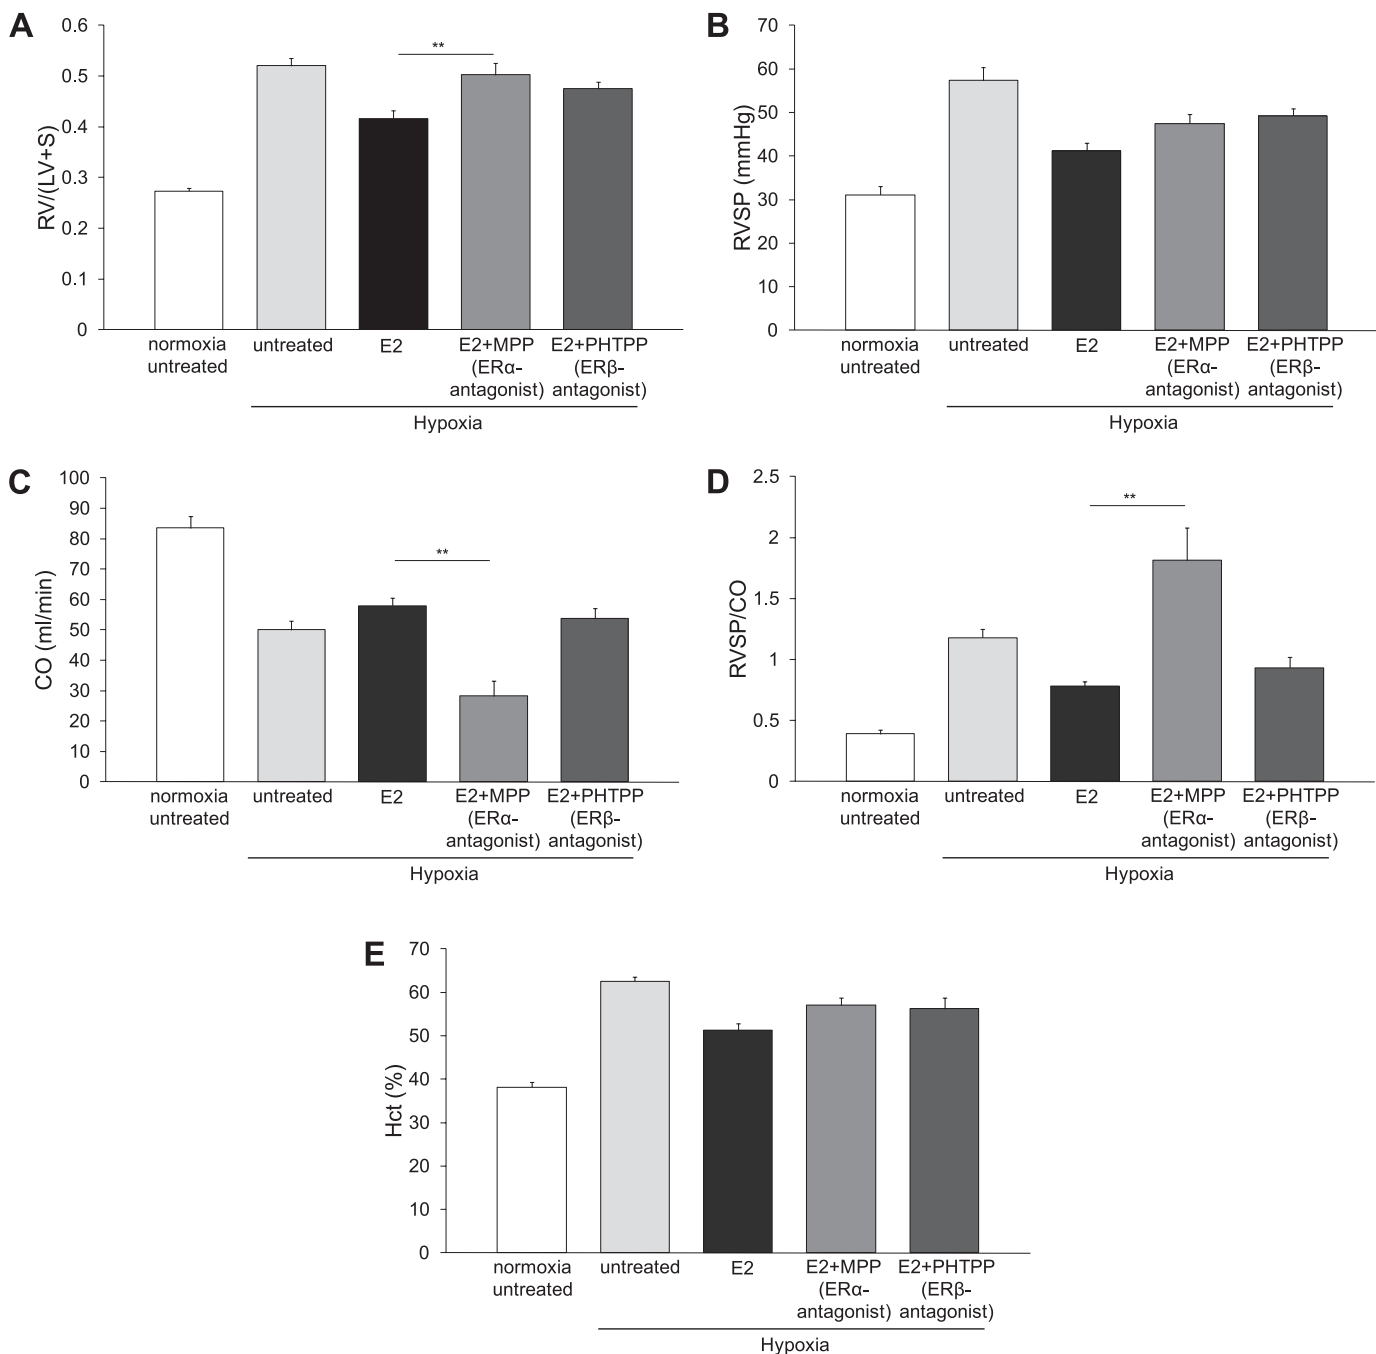 A
RV/(LV+S)
0.6
0.5
0.4
0.3
0.2
0.1
0
**
normoxia untreated E2 E2+MPP E2+PHTPP
untreated (ERα- (ERβ-
antagonist) antagonist)
Hypoxia
B
RVSP (mmHg)
70
60
50
40
30
20
10
0
normoxia untreated E2 E2+MPP E2+PHTPP
untreated (ERα- (ERβ-
antagonist) antagonist)
Hypoxia
C
CO (ml/min)
100
90
80
70
60
50
40
30
20
10
0
**
normoxia untreated E2 E2+MPP E2+PHTPP
untreated (ERα- (ERβ-
antagonist) antagonist)
Hypoxia
D
RVSP/CO
2.5
2
1.5
1
0.5
0
**
normoxia untreated E2 E2+MPP E2+PHTPP
untreated (ERα- (ERβ-
antagonist) antagonist)
Hypoxia
E
Hct (%)
70
60
50
40
30
20
10
0
normoxia untreated E2 E2+MPP E2+PHTPP
untreated (ERα- (ERβ-
antagonist) antagonist)
Hypoxia